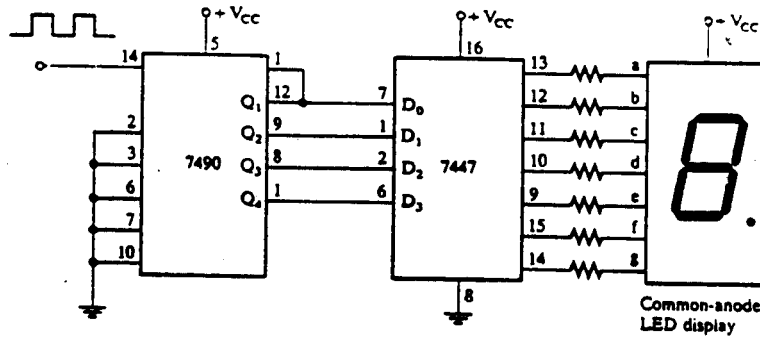 + VCC
+ VCC
+ VCC
14
5
1
12
Q1
9
Q2
8
Q3
1
Q4
2
3
6
7
10
7490
16
7
D0
1
D1
2
D2
6
D3
7447
8
13
a
12
b
11
c
10
d
9
e
15
f
14
g
Common-anode
LED display